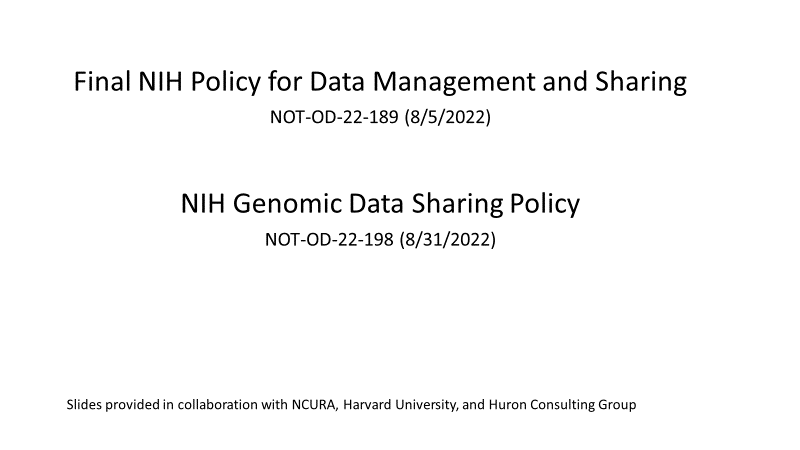 Final NIH Policy for Data Management and Sharing
NOT-OD-22-189 (8/5/2022)
NIH Genomic Data Sharing Policy
NOT-OD-22-198 (8/31/2022)
Slides provided in collaboration with NCURA, Harvard University, and Huron Consulting Group